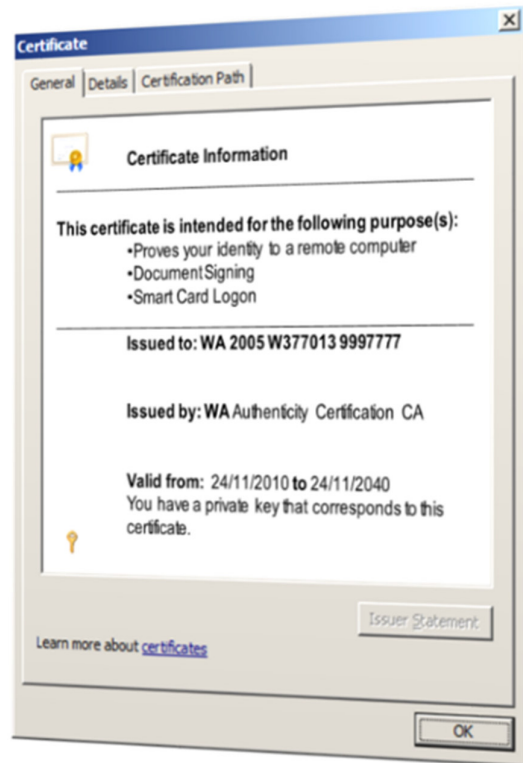 Certificate
General Details Certification Path
Certificate Information
This certificate is intended for the following purpose(s):
•Proves your identity to a remote computer
•Document Signing
•Smart Card Logon
Issued to: WA 2005 W377013 9997777
Issued by: WA Authenticity Certification CA
Valid from: 24/11/2010 to 24/11/2040
You have a private key that corresponds to this
certificate.
Issuer Statement
Learn more about certificates
OK